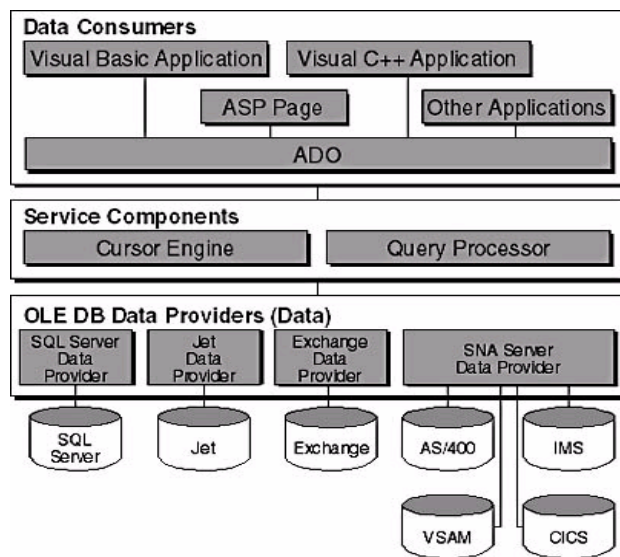 Data Consumers
Visual Basic Application
Visual C++ Application
ASP Page
Other Applications
ADO
Service Components
Cursor Engine
Query Processor
OLE DB Data Providers (Data)
SQL Server
Data
Provider
Jet
Data
Provider
Exchange
Data
Provider
SNA Server
Data Provider
SQL
Server
Jet
Exchange
AS/400
IMS
VSAM
CICS